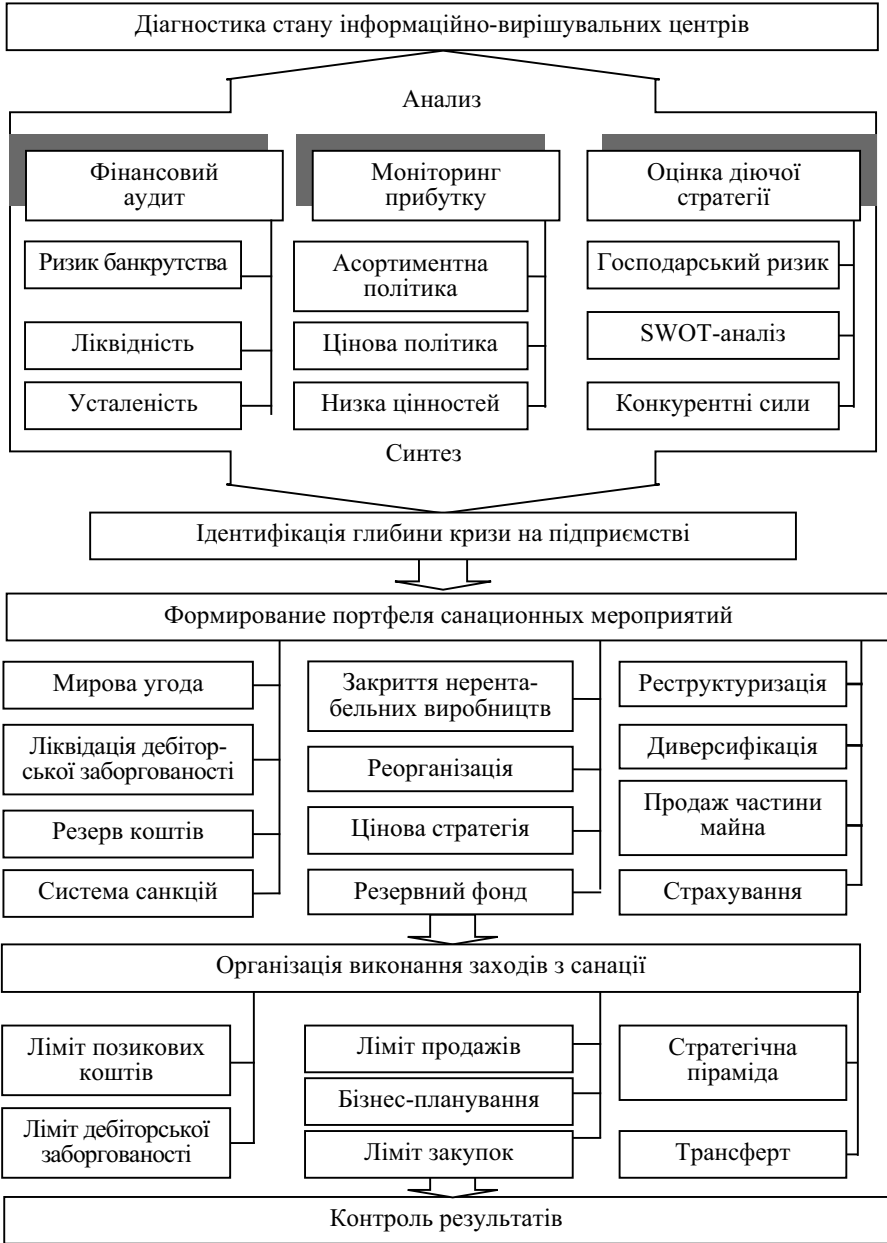 Діагностика стану інформаційно-вирішувальних центрів
Анализ
Фінансовий
аудит
Ризик банкрутства
Ліквідність
Усталеність
Моніторинг
прибутку
Асортиментна
політика
Цінова політика
Низка цінностей
Оцінка діючої
стратегії
Господарський ризик
SWOT-аналіз
Конкурентні сили
Синтез
Ідентифікація глибини кризи на підприємстві
Формирование портфеля санационных мероприятий
Мирова угода
Ліквідація дебітор-
ської заборгованості
Резерв коштів
Система санкцій
Закриття нерента-
бельних виробництв
Реорганізація
Цінова стратегія
Резервний фонд
Реструктуризація
Диверсифікація
Продаж частини
майна
Страхування
Організація виконання заходів з санації
Ліміт позикових
коштів
Ліміт дебіторської
заборгованості
Ліміт продажів
Бізнес-планування
Ліміт закупок
Стратегічна
піраміда
Трансферт
Контроль результатів